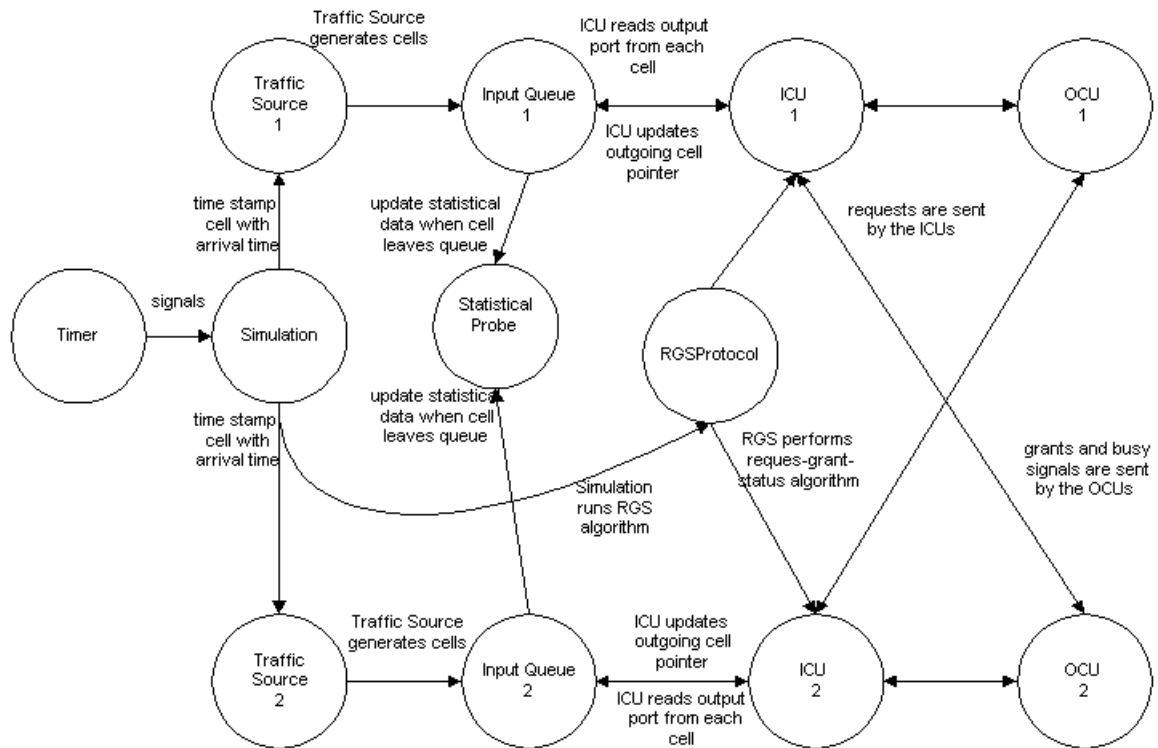 Traffic Source
generates cells
ICU reads output
port from each
cell
Traffic
Source
1
Input Queue
1
ICU
1
OCU
1
ICU updates
outgoing cell
pointer
time stamp
cell with
arrival time
update statistical
data when cell
leaves queue
requests are sent
by the ICUs
Timer
signals
Simulation
Statistical
Probe
RGSProtocol
time stamp
cell with
arrival time
update statistical
data when cell
leaves queue
Simulation
runs RGS
algorithm
RGS performs
reques-grant-
status algorithm
grants and busy
signals are sent
by the OCUs
Traffic
Source
2
Traffic Source
generates cells
Input Queue
2
ICU updates
outgoing cell
pointer
ICU reads output
port from each
cell
ICU
2
OCU
2